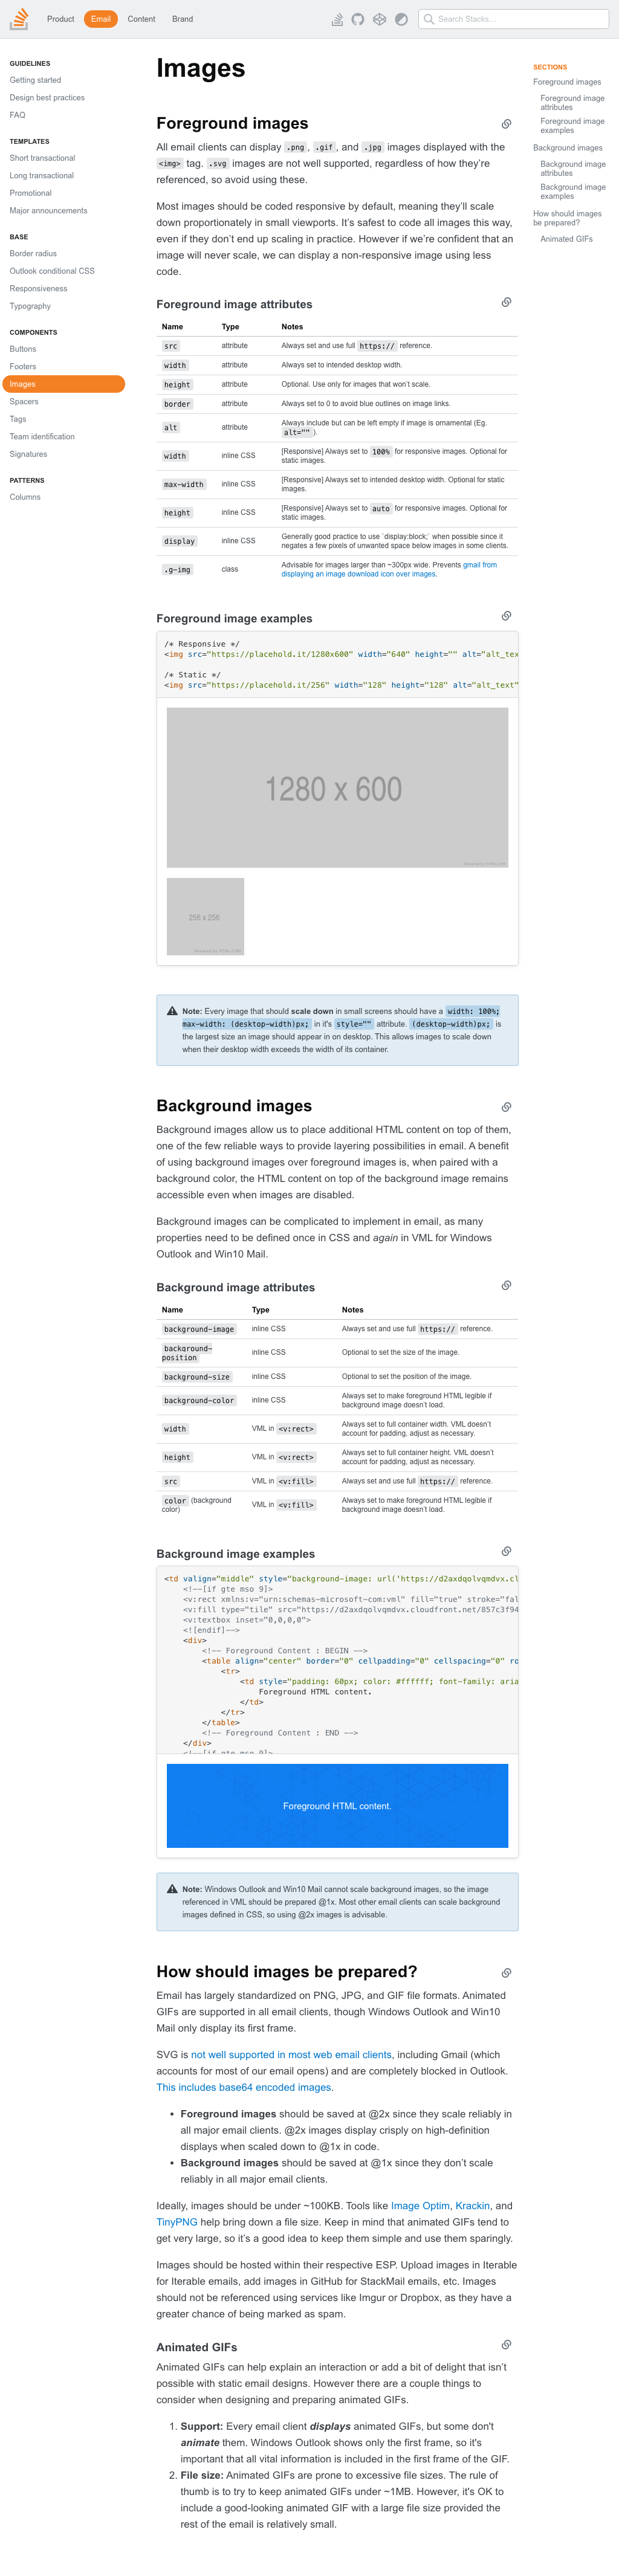 Product Email Content Brand Search Stacks…
GUIDELINES
Getting started
Design best practices
FAQ
TEMPLATES
Short transactional
Long transactional
Promotional
Major announcements
BASE
Border radius
Outlook conditional CSS
Responsiveness
Typography
COMPONENTS
Buttons
Footers
Images
Spacers
Tags
Team identification
Signatures
PATTERNS
Columns
Images
Foreground images
All email clients can display .png, .gif, and .jpg images displayed with the
<img> tag. .svg images are not well supported, regardless of how they’re
referenced, so avoid using these.
Most images should be coded responsive by default, meaning they’ll scale
down proportionately in small viewports. It’s safest to code all images this way,
even if they don’t end up scaling in practice. However if we’re confident that an
image will never scale, we can display a non-responsive image using less
code.
Foreground image attributes
Name Type Notes
src attribute Always set and use full https:// reference.
width attribute Always set to intended desktop width.
height attribute Optional. Use only for images that won’t scale.
border attribute Always set to 0 to avoid blue outlines on image links.
alt attribute Always include but can be left empty if image is ornamental (Eg.
alt="" ).
width inline CSS [Responsive] Always set to 100% for responsive images. Optional for
static images.
max-width inline CSS [Responsive] Always set to intended desktop width. Optional for static
images.
height inline CSS [Responsive] Always set to auto for responsive images. Optional for
static images.
display inline CSS Generally good practice to use `display:block;` when possible since it
negates a few pixels of unwanted space below images in some clients.
.g-img class Advisable for images larger than ~300px wide. Prevents gmail from
displaying an image download icon over images.
Foreground image examples
/* Responsive */
<img src="https://placehold.it/1280x600" width="640" height="" alt="alt_tex
/* Static */
<img src="https://placehold.it/256" width="128" height="128" alt="alt_text"
1280 x 600
256 x 256
Note: Every image that should scale down in small screens should have a width: 100%;
max-width: (desktop-width)px; in it's style="" attribute. (desktop-width)px; is
the largest size an image should appear in on desktop. This allows images to scale down
when their desktop width exceeds the width of its container.
Background images
Background images allow us to place additional HTML content on top of them,
one of the few reliable ways to provide layering possibilities in email. A benefit
of using background images over foreground images is, when paired with a
background color, the HTML content on top of the background image remains
accessible even when images are disabled.
Background images can be complicated to implement in email, as many
properties need to be defined once in CSS and again in VML for Windows
Outlook and Win10 Mail.
Background image attributes
Name Type Notes
background-image inline CSS Always set and use full https:// reference.
background-
position inline CSS Optional to set the size of the image.
background-size inline CSS Optional to set the position of the image.
background-color inline CSS Always set to make foreground HTML legible if
background image doesn’t load.
width VML in <v:rect> Always set to full container width. VML doesn’t
account for padding, adjust as necessary.
height VML in <v:rect> Always set to full container height. VML doesn’t
account for padding, adjust as necessary.
src VML in <v:fill> Always set and use full https:// reference.
color (background
color) VML in <v:fill> Always set to make foreground HTML legible if
background image doesn’t load.
Background image examples
<td valign="middle" style="background-image: url('https://d2axdqolvqmdvx.cl
<!--[if gte mso 9]>
<v:rect xmlns:v="urn:schemas-microsoft-com:vml" fill="true" stroke="fal
<v:fill type="tile" src="https://d2axdqolvqmdvx.cloudfront.net/857c3f94
<v:textbox inset="0,0,0,0">
<![endif]-->
<div>
<!-- Foreground Content : BEGIN -->
<table align="center" border="0" cellpadding="0" cellspacing="0" ro
<tr>
<td style="padding: 60px; color: #ffffff; font-family: aria
Foreground HTML content.
</td>
</tr>
</table>
<!-- Foreground Content : END -->
</div>
<!--[if gte mso 9]>
Foreground HTML content.
Note: Windows Outlook and Win10 Mail cannot scale background images, so the image
referenced in VML should be prepared @1x. Most other email clients can scale background
images defined in CSS, so using @2x images is advisable.
How should images be prepared?
Email has largely standardized on PNG, JPG, and GIF file formats. Animated
GIFs are supported in all email clients, though Windows Outlook and Win10
Mail only display its first frame.
SVG is not well supported in most web email clients, including Gmail (which
accounts for most of our email opens) and are completely blocked in Outlook.
This includes base64 encoded images.
• Foreground images should be saved at @2x since they scale reliably in
all major email clients. @2x images display crisply on high-definition
displays when scaled down to @1x in code.
• Background images should be saved at @1x since they don’t scale
reliably in all major email clients.
Ideally, images should be under ~100KB. Tools like Image Optim, Krackin, and
TinyPNG help bring down a file size. Keep in mind that animated GIFs tend to
get very large, so it’s a good idea to keep them simple and use them sparingly.
Images should be hosted within their respective ESP. Upload images in Iterable
for Iterable emails, add images in GitHub for StackMail emails, etc. Images
should not be referenced using services like Imgur or Dropbox, as they have a
greater chance of being marked as spam.
Animated GIFs
Animated GIFs can help explain an interaction or add a bit of delight that isn’t
possible with static email designs. However there are a couple things to
consider when designing and preparing animated GIFs.
1. Support: Every email client displays animated GIFs, but some don't
animate them. Windows Outlook shows only the first frame, so it's
important that all vital information is included in the first frame of the GIF.
2. File size: Animated GIFs are prone to excessive file sizes. The rule of
thumb is to try to keep animated GIFs under ~1MB. However, it's OK to
include a good-looking animated GIF with a large file size provided the
rest of the email is relatively small.
SECTIONS
Foreground images
Foreground image
attributes
Foreground image
examples
Background images
Background image
attributes
Background image
examples
How should images
be prepared?
Animated GIFs